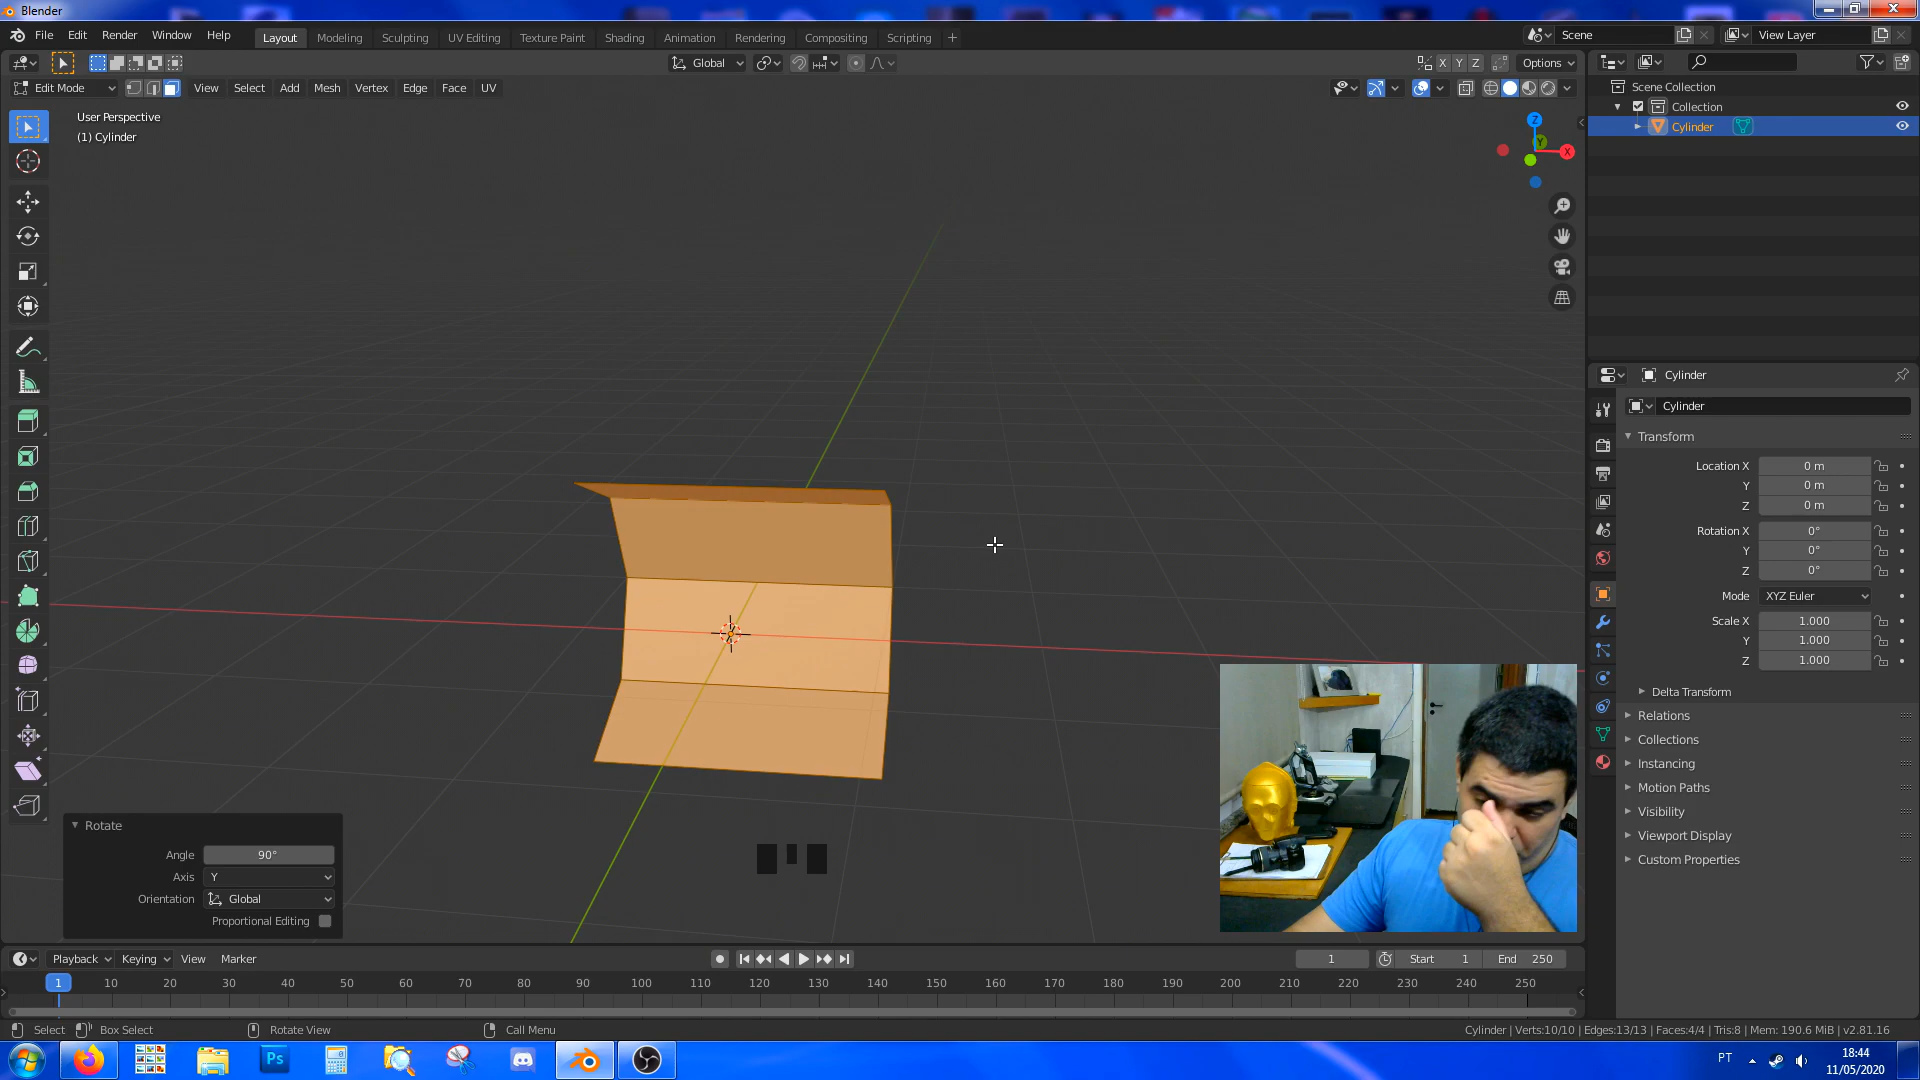 Blender
File Edit Render Window Help
Layout Modeling Sculpting UV Editing Texture Paint Shading Animation Rendering Compositing Scripting +
Scene
View Layer
Global
X Y Z
Options
Edit Mode
View Select Add Mesh Vertex Edge Face UV
User Perspective
(1) Cylinder
Z
Y
X
Scene Collection
Collection
Cylinder
Cylinder
Cylinder
Transform
Location X 0 m
Y 0 m
Z 0 m
Rotation X 0°
Y 0°
Z 0°
Mode XYZ Euler
Scale X 1.000
Y 1.000
Z 1.000
Delta Transform
Relations
Collections
Instancing
Motion Paths
Visibility
Viewport Display
Custom Properties
Rotate
Angle 90°
Axis Y
Orientation Global
Proportional Editing
Playback Keying View Marker
1
Start 1
End 250
1 10 20 30 40 50 60 70 80 90 100 110 120 130 140 150 160 170 180 190 200 210 220 230 240 250
Select Box Select Rotate View Call Menu
Cylinder | Verts:10/10 | Edges:13/13 | Faces:4/4 | Tris:8 | Mem: 190.6 MiB | v2.81.16
Ps
PT
18:44
11/05/2020